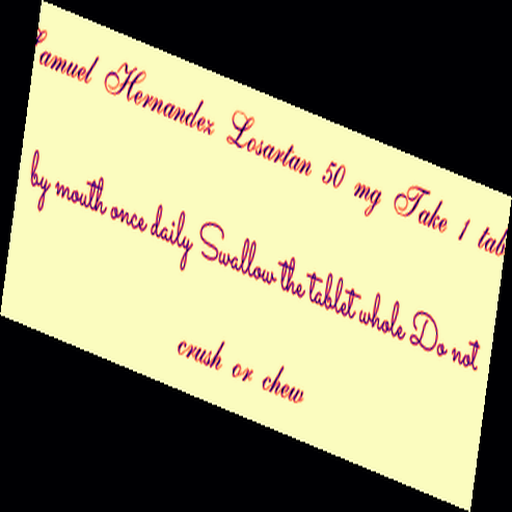 Samuel Hernandez Losartan 50 mg Take 1 tab
by mouth once daily Swallow the tablet whole Do not
crush or chew